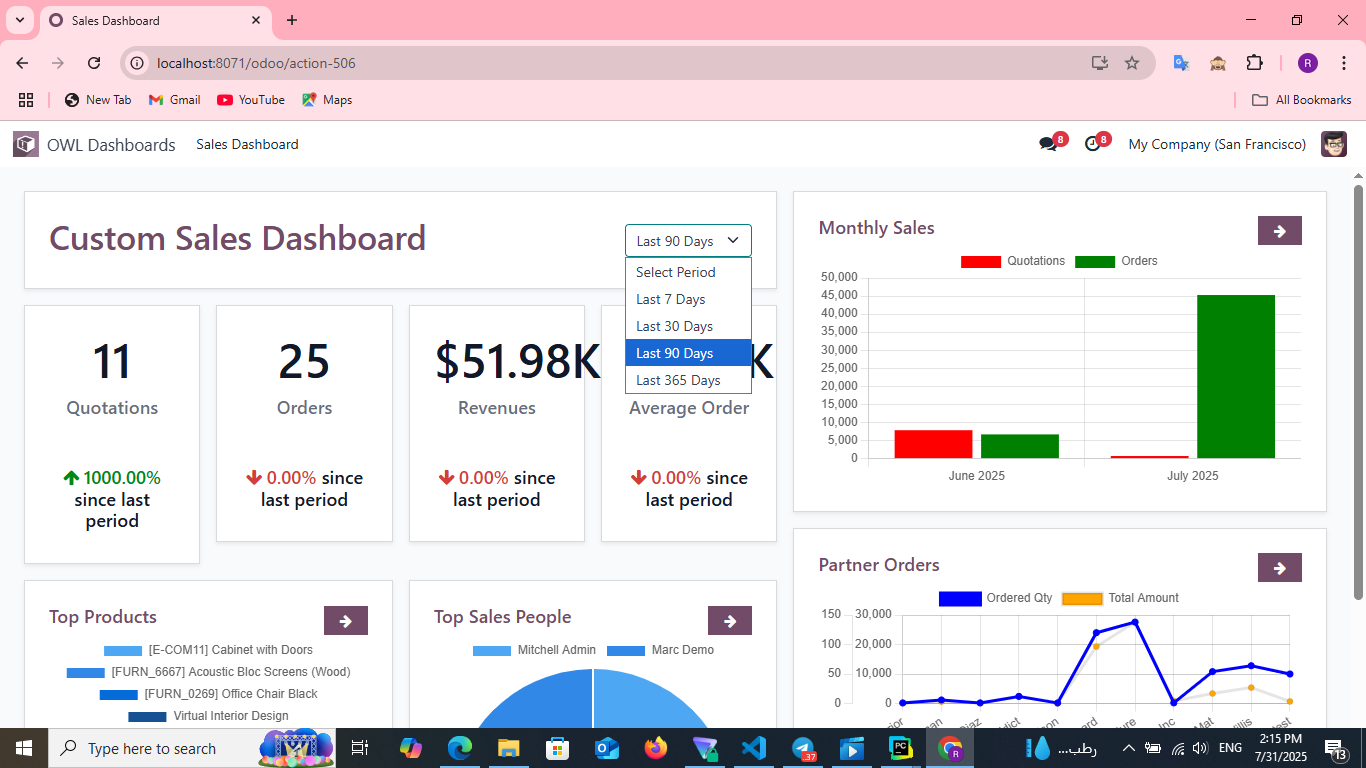 Sales Dashboard
localhost:8071/odoo/action-506
R
New Tab
Gmail
YouTube
Maps
All Bookmarks
OWL Dashboards
Sales Dashboard
8
8
My Company (San Francisco)
Custom Sales Dashboard
Last 90 Days
Select Period
Last 7 Days
Last 30 Days
Last 90 Days
Last 365 Days
11
Quotations
1000.00%
since last
period
25
Orders
0.00% since
last period
$51.98K
Revenues
0.00% since
last period
K
Average Order
0.00% since
last period
Monthly Sales
Quotations Orders
50,000
45,000
40,000
35,000
30,000
25,000
20,000
15,000
10,000
5,000
0
June 2025 July 2025
Top Products
[E-COM11] Cabinet with Doors
[FURN_6667] Acoustic Bloc Screens (Wood)
[FURN_0269] Office Chair Black
Virtual Interior Design
Top Sales People
Mitchell Admin Marc Demo
Partner Orders
Ordered Qty Total Amount
150 30,000
100 20,000
50 10,000
0 0
Type here to search
PC
.37
R
رطب...
ENG
2:15 PM
7/31/2025
13